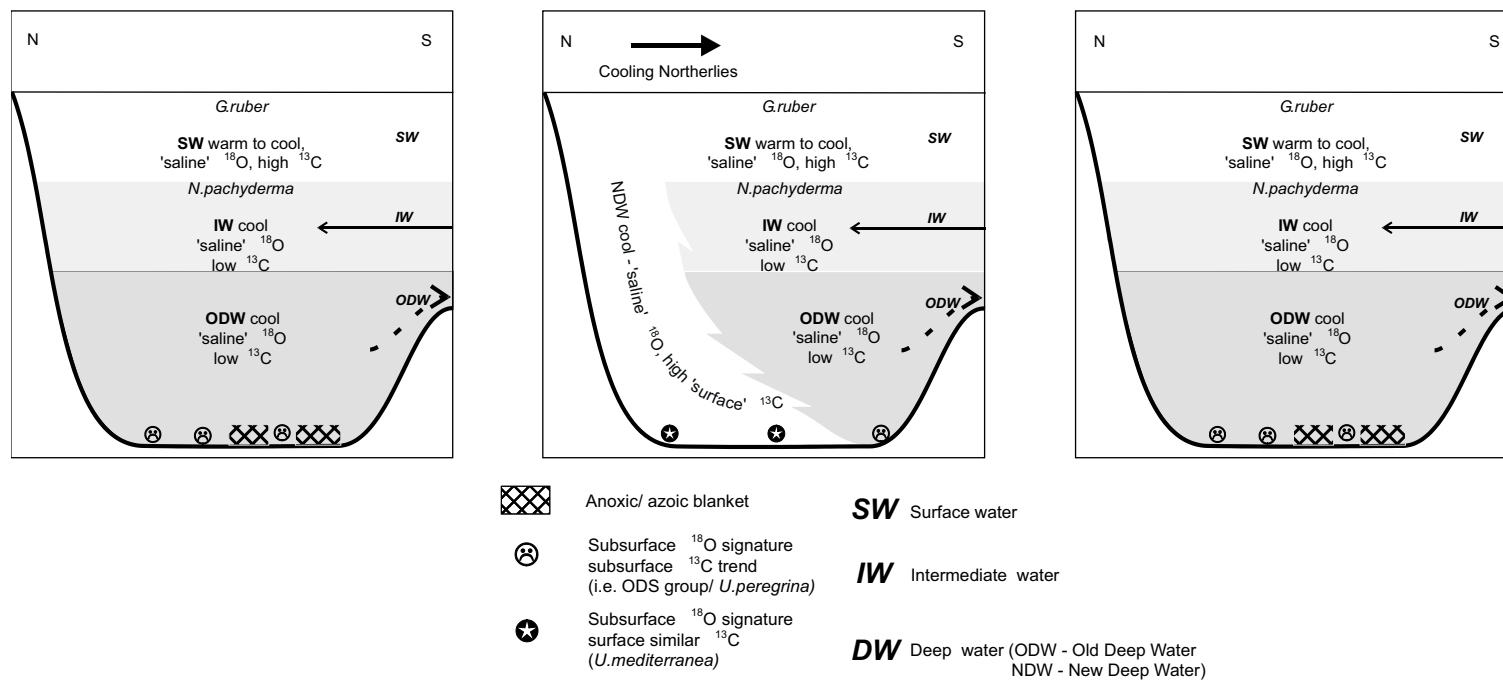 N
S
G.ruber
SW warm to cool,
'saline' ¹⁸O, high ¹³C
SW
N.pachyderma
IW cool
'saline' ¹⁸O
low ¹³C
IW
ODW cool
'saline' ¹⁸O
low ¹³C
ODW
N
S
Cooling Northerlies
G.ruber
SW warm to cool,
'saline' ¹⁸O, high ¹³C
SW
N.pachyderma
IW cool
'saline' ¹⁸O
low ¹³C
IW
NDW cool - 'saline' ¹⁸O, high 'surface' ¹³C
ODW cool
'saline' ¹⁸O
low ¹³C
ODW
N
S
G.ruber
SW warm to cool,
'saline' ¹⁸O, high ¹³C
SW
N.pachyderma
IW cool
'saline' ¹⁸O
low ¹³C
IW
ODW cool
'saline' ¹⁸O
low ¹³C
ODW
Anoxic/ azoic blanket
Subsurface ¹⁸O signature
subsurface ¹³C trend
(i.e. ODS group/ U.peregrina)
Subsurface ¹⁸O signature
surface similar ¹³C
(U.mediterranea)
SW Surface water
IW Intermediate water
DW Deep water (ODW - Old Deep Water
NDW - New Deep Water)